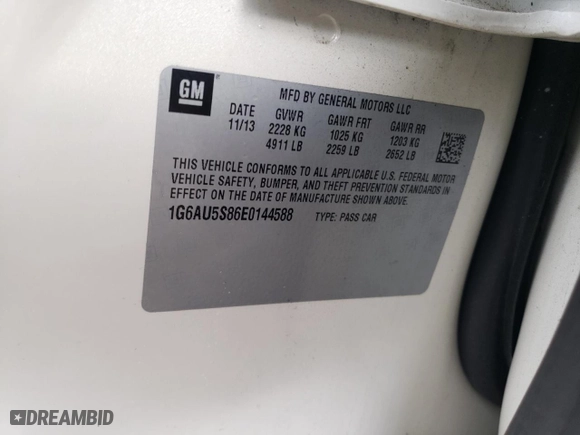 GM
MFD BY GENERAL MOTORS LLC
DATE GVWR GAWR FRT GAWR RR
11/13 2228 KG 1025 KG 1203 KG
4911 LB 2259 LB 2652 LB
THIS VEHICLE CONFORMS TO ALL APPLICABLE U.S. FEDERAL MOTOR
VEHICLE SAFETY, BUMPER, AND THEFT PREVENTION STANDARDS IN
EFFECT ON THE DATE OF MANUFACTURE SHOWN ABOVE.
1G6AU5S86E0144588 TYPE: PASS CAR
DREAMBID